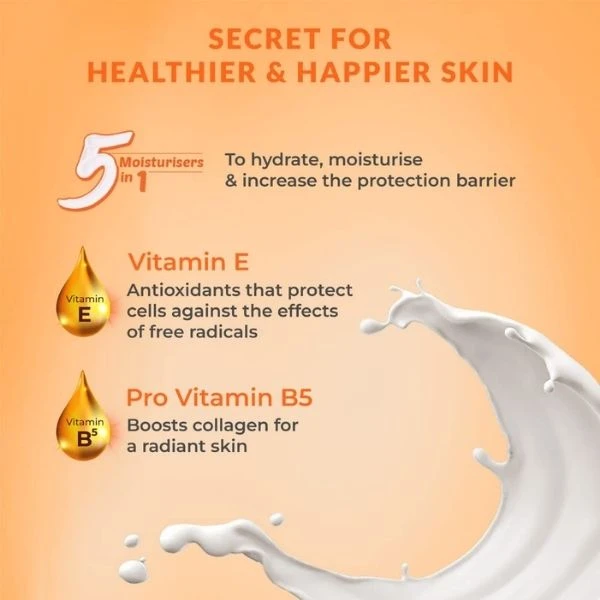 SECRET FOR
HEALTHIER & HAPPIER SKIN
5 Moisturisers
in 1
To hydrate, moisturise
& increase the protection barrier
Vitamin
E
Vitamin E
Antioxidants that protect
cells against the effects
of free radicals
Vitamin
B5
Pro Vitamin B5
Boosts collagen for
a radiant skin